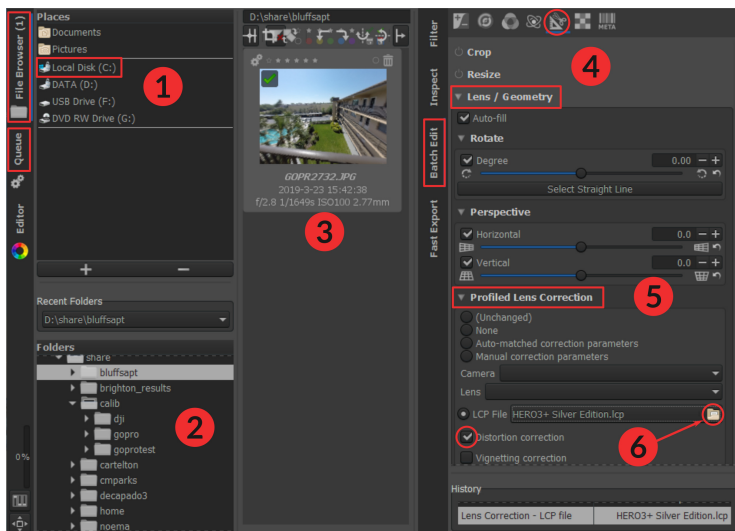 File Browser (1)
Queue
Editor
0%
Places
Documents
Pictures
Local Disk (C:)
DATA (D:)
USB Drive (F:)
DVD RW Drive (G:)
1
+ −
Recent Folders
D:\share\bluffsapt
Folders
share
bluffsapt
brighton_results
calib
dji
gopro
goprotest
cartelton
cmparks
decapado3
home
noema
2
D:\share\bluffsapt
GOPR2732.JPG
2019-3-23 15:42:38
f/2.8 1/1649s ISO100 2.77mm
3
Filter
Inspect
Batch Edit
Fast Export
META
4
Crop
Resize
Lens / Geometry
Auto-fill
Rotate
Degree 0.00 − +
Select Straight Line
Perspective
Horizontal 0.0 − +
Vertical 0.0 − +
5
Profiled Lens Correction
(Unchanged)
None
Auto-matched correction parameters
Manual correction parameters
Camera
Lens
LCP File HERO3+ Silver Edition.lcp
Distortion correction
6
Vignetting correction
History
Lens Correction - LCP file HERO3+ Silver Edition.lcp